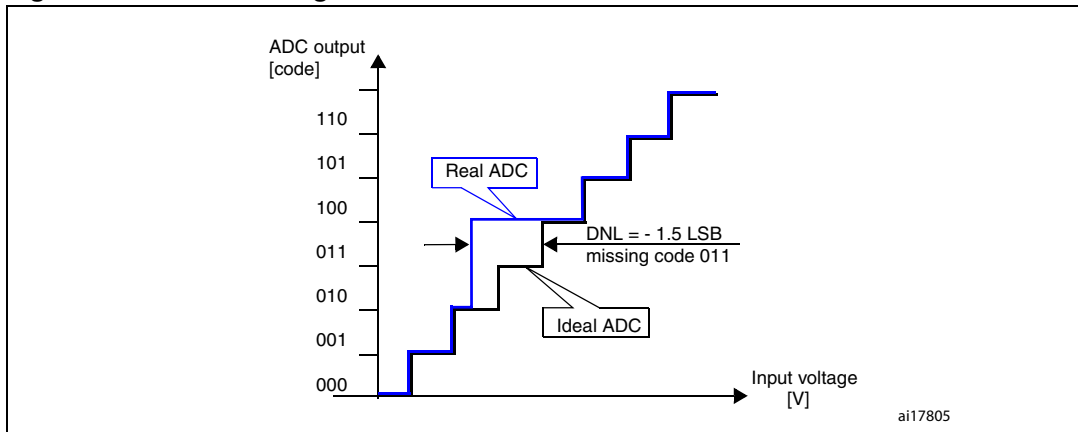 ADC output
[code]
110
101
Real ADC
100
DNL = - 1.5 LSB
missing code 011
011
010
Ideal ADC
001
000
Input voltage
[V]
ai17805